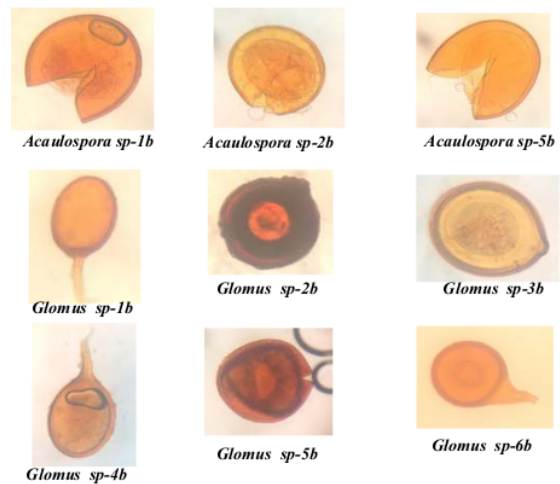 Acaulospora sp-1b
Acaulospora sp-2b
Acaulospora sp-5b
Glomus sp-1b
Glomus sp-2b
Glomus sp-3b
Glomus sp-4b
Glomus sp-5b
Glomus sp-6b